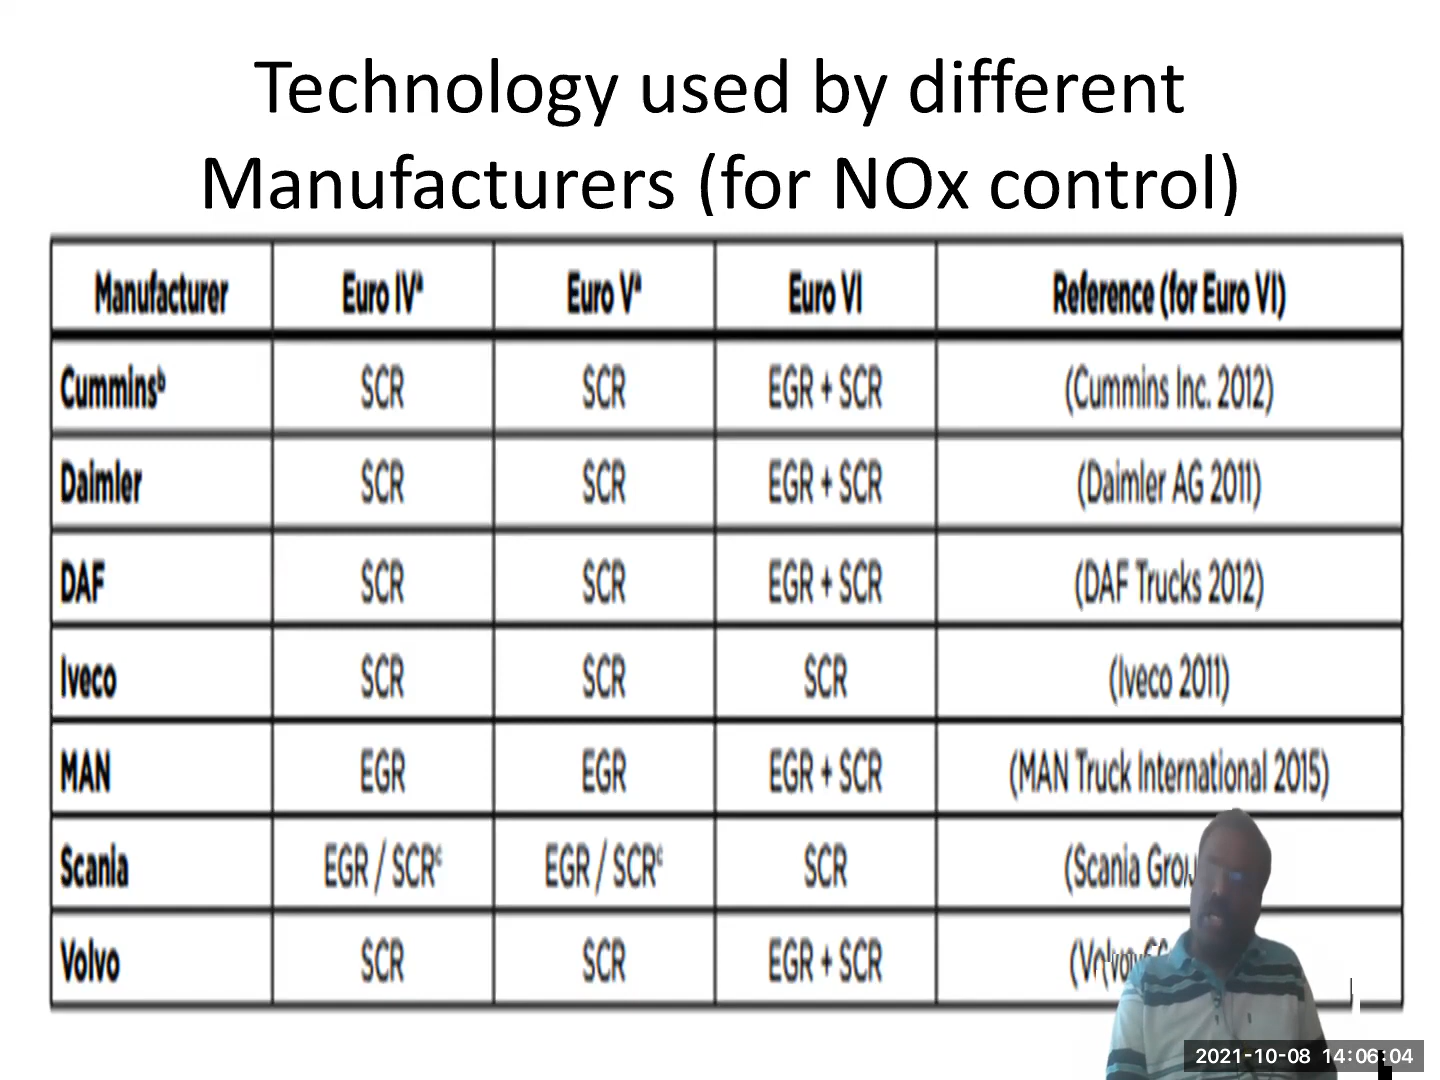 Technology used by different
Manufacturers (for NOx control)
Manufacturer Euro IVª Euro Vª Euro VI Reference (for Euro VI)
Cumminsᵇ SCR SCR EGR + SCR (Cummins Inc. 2012)
Daimler SCR SCR EGR + SCR (Daimler AG 2011)
DAF SCR SCR EGR + SCR (DAF Trucks 2012)
Iveco SCR SCR SCR (Iveco 2011)
MAN EGR EGR EGR + SCR (MAN Truck International 2015)
Scania EGR / SCRᶜ EGR / SCRᶜ SCR (Scania
Volvo SCR SCR EGR + SCR
2021-10-08 14:06:04